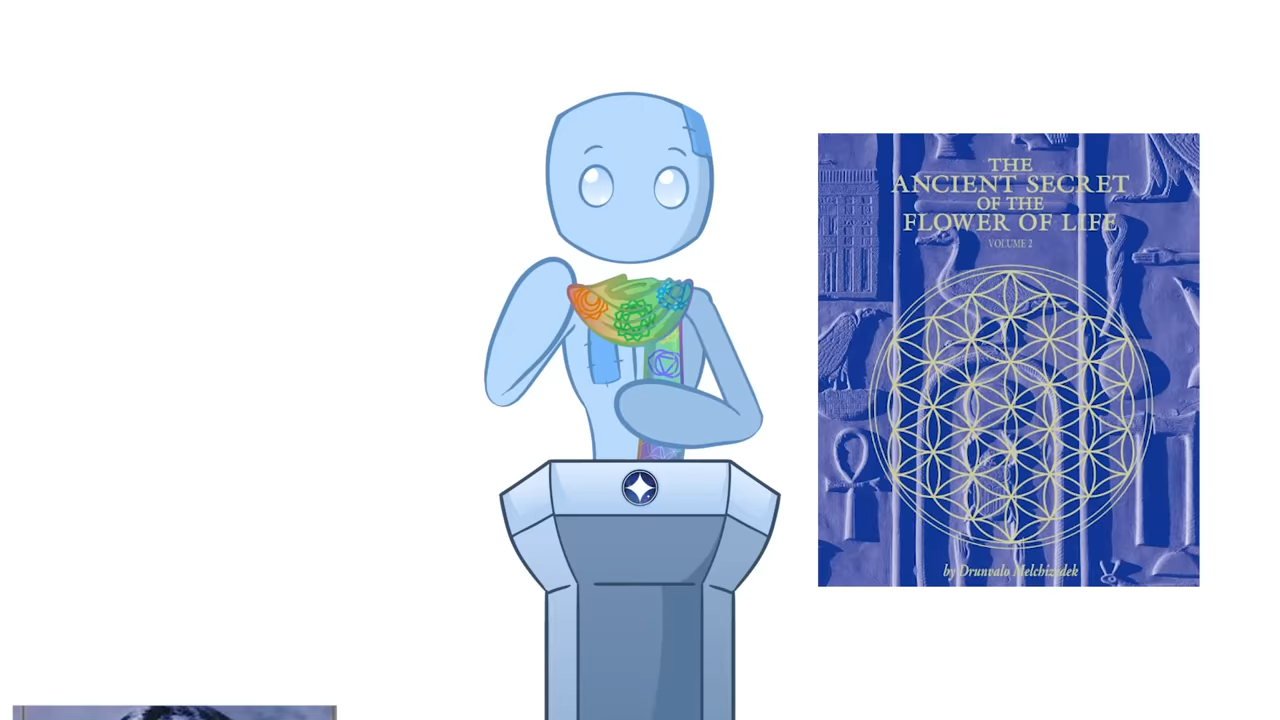 THE
ANCIENT SECRET
OF THE
FLOWER OF LIFE
VOLUME 2
by Drunvalo Melchizedek